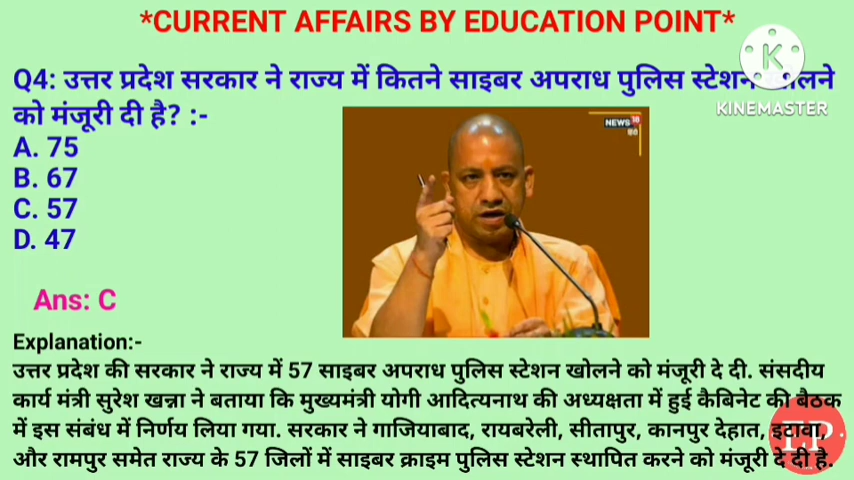 *CURRENT AFFAIRS BY EDUCATION POINT*
Q4: उत्तर प्रदेश सरकार ने राज्य में कितने साइबर अपराध पुलिस स्टेशन खोलने
को मंजूरी दी है? :-
KINEMASTER
NEWS18
हिंदी
A. 75
B. 67
C. 57
D. 47
Ans: C
Explanation:-
उत्तर प्रदेश की सरकार ने राज्य में 57 साइबर अपराध पुलिस स्टेशन खोलने को मंजूरी दे दी. संसदीय
कार्य मंत्री सुरेश खन्ना ने बताया कि मुख्यमंत्री योगी आदित्यनाथ की अध्यक्षता में हुई कैबिनेट की बैठक
में इस संबंध में निर्णय लिया गया. सरकार ने गाजियाबाद, रायबरेली, सीतापुर, कानपुर देहात, इटावा,
और रामपुर समेत राज्य के 57 जिलों में साइबर क्राइम पुलिस स्टेशन स्थापित करने को मंजूरी दे दी है.